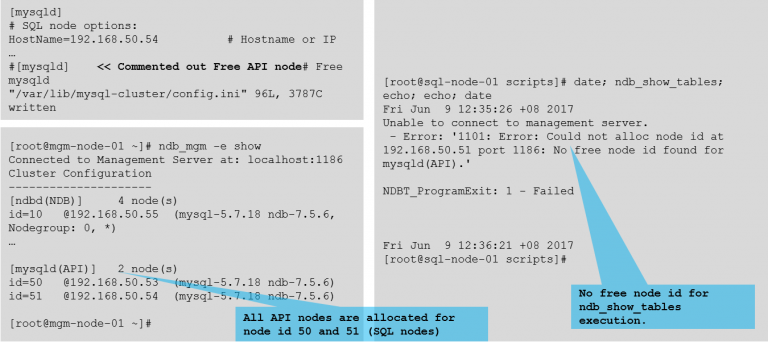 [mysqld]
# SQL node options:
HostName=192.168.50.54          # Hostname or IP
…
#[mysqld]    << Commented out Free API node# Free
mysqld
"/var/lib/mysql-cluster/config.ini" 96L, 3787C
written
[root@mgm-node-01 ~]# ndb_mgm -e show
Connected to Management Server at: localhost:1186
Cluster Configuration
---------------------
[ndbd(NDB)]     4 node(s)
id=10   @192.168.50.55  (mysql-5.7.18 ndb-7.5.6,
Nodegroup: 0, *)
…
[mysqld(API)]   2 node(s)
id=50   @192.168.50.53  (mysql-5.7.18 ndb-7.5.6)
id=51   @192.168.50.54  (mysql-5.7.18 ndb-7.5.6)
[root@mgm-node-01 ~]#
All API nodes are allocated for
node id 50 and 51 (SQL nodes)
[root@sql-node-01 scripts]# date; ndb_show_tables;
echo; echo; date
Fri Jun  9 12:35:26 +08 2017
Unable to connect to management server.
 - Error: '1101: Error: Could not alloc node id at
192.168.50.51 port 1186: No free node id found for
mysqld(API).'
NDBT_ProgramExit: 1 - Failed
Fri Jun  9 12:36:21 +08 2017
[root@sql-node-01 scripts]#
No free node id for
ndb_show_tables
execution.